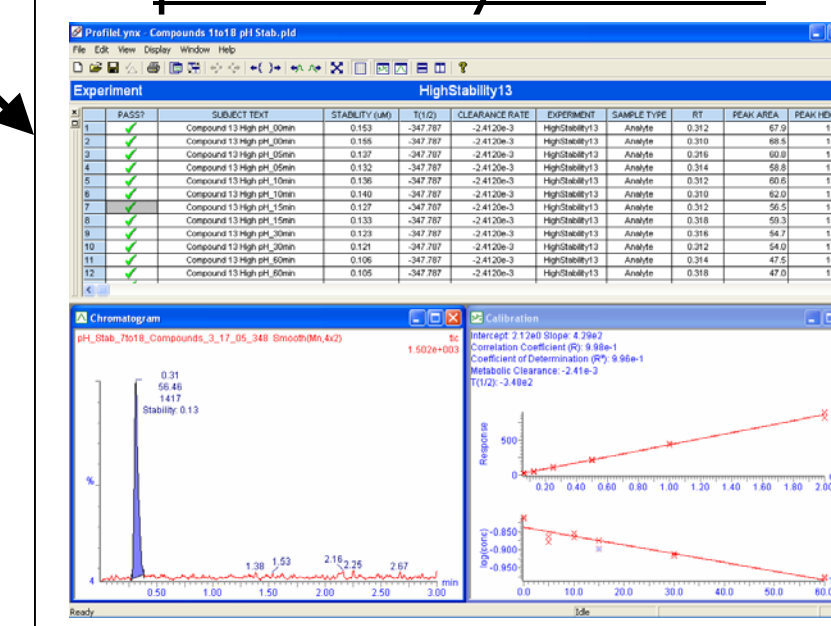 ProfileLynx - Compounds 1to18 pH Stab.pld
File Edit View Display Window Help
Experiment HighStability13
PASS? SUBJECT TEXT STABILITY (uM) T(1/2) CLEARANCE RATE EXPERIMENT SAMPLE TYPE RT PEAK AREA PEAK HEI
1 Compound 13 High pH_00min 0.153 -347.787 -2.4120e-3 HighStability13 Analyte 0.312 67.9 1
2 Compound 13 High pH_00min 0.155 -347.787 -2.4120e-3 HighStability13 Analyte 0.310 68.5 1
3 Compound 13 High pH_05min 0.137 -347.787 -2.4120e-3 HighStability13 Analyte 0.316 60.8 1
4 Compound 13 High pH_05min 0.132 -347.787 -2.4120e-3 HighStability13 Analyte 0.314 58.8 1
5 Compound 13 High pH_10min 0.136 -347.787 -2.4120e-3 HighStability13 Analyte 0.312 60.6 1
6 Compound 13 High pH_10min 0.140 -347.787 -2.4120e-3 HighStability13 Analyte 0.310 62.0 1
7 Compound 13 High pH_15min 0.127 -347.787 -2.4120e-3 HighStability13 Analyte 0.312 56.5 1
8 Compound 13 High pH_15min 0.133 -347.787 -2.4120e-3 HighStability13 Analyte 0.318 59.3 1
9 Compound 13 High pH_30min 0.123 -347.787 -2.4120e-3 HighStability13 Analyte 0.316 54.7 1
10 Compound 13 High pH_30min 0.121 -347.787 -2.4120e-3 HighStability13 Analyte 0.312 54.0 1
11 Compound 13 High pH_60min 0.106 -347.787 -2.4120e-3 HighStability13 Analyte 0.314 47.5 1
12 Compound 13 High pH_60min 0.105 -347.787 -2.4120e-3 HighStability13 Analyte 0.318 47.0 1
Chromatogram
pH_Stab_7to18_Compounds_3_17_05_348 Smooth(Mn,4x2) tic
1.502e+003
0.31
56.46
1417
Stability: 0.13
%
1.38 1.53 2.16 2.25 2.67
4 min
0.50 1.00 1.50 2.00 2.50 3.00
Calibration
Intercept: 2.12e0 Slope: 4.29e2
Correlation Coefficient (R): 9.98e-1
Coefficient of Determination (R²): 9.96e-1
Metabolic Clearance: -2.41e-3
T(1/2): -3.48e2
Response
500
0
0.20 0.40 0.60 0.80 1.00 1.20 1.40 1.60 1.80 2.00
log(conc)
-0.850
-0.900
-0.950
0.0 10.0 20.0 30.0 40.0 50.0 60.0
Ready Idle